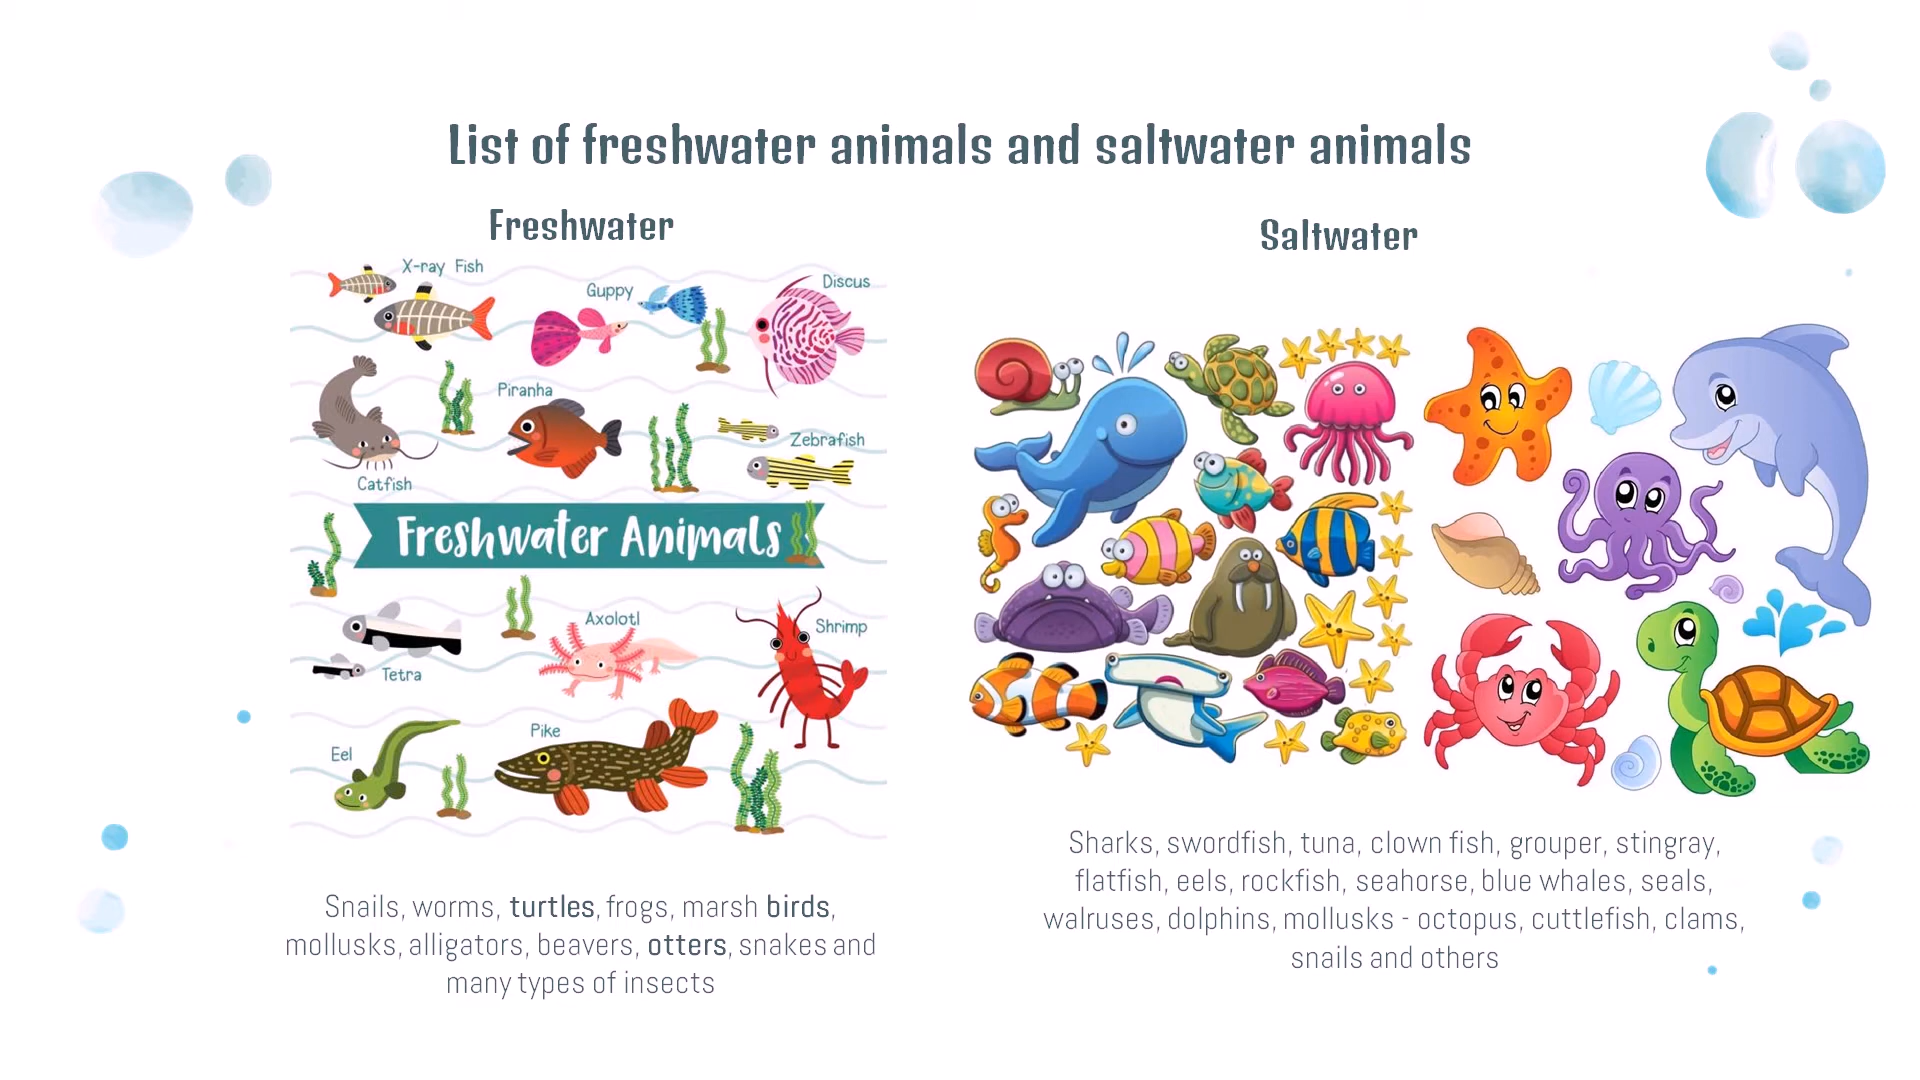 List of freshwater animals and saltwater animals
Freshwater
X-ray Fish
Guppy
Discus
Piranha
Zebrafish
Catfish
Freshwater Animals
Axolotl
Shrimp
Tetra
Pike
Eel
Snails, worms, turtles, frogs, marsh birds,
mollusks, alligators, beavers, otters, snakes and
many types of insects
Saltwater
Sharks, swordfish, tuna, clown fish, grouper, stingray,
flatfish, eels, rockfish, seahorse, blue whales, seals,
walruses, dolphins, mollusks - octopus, cuttlefish, clams,
snails and others